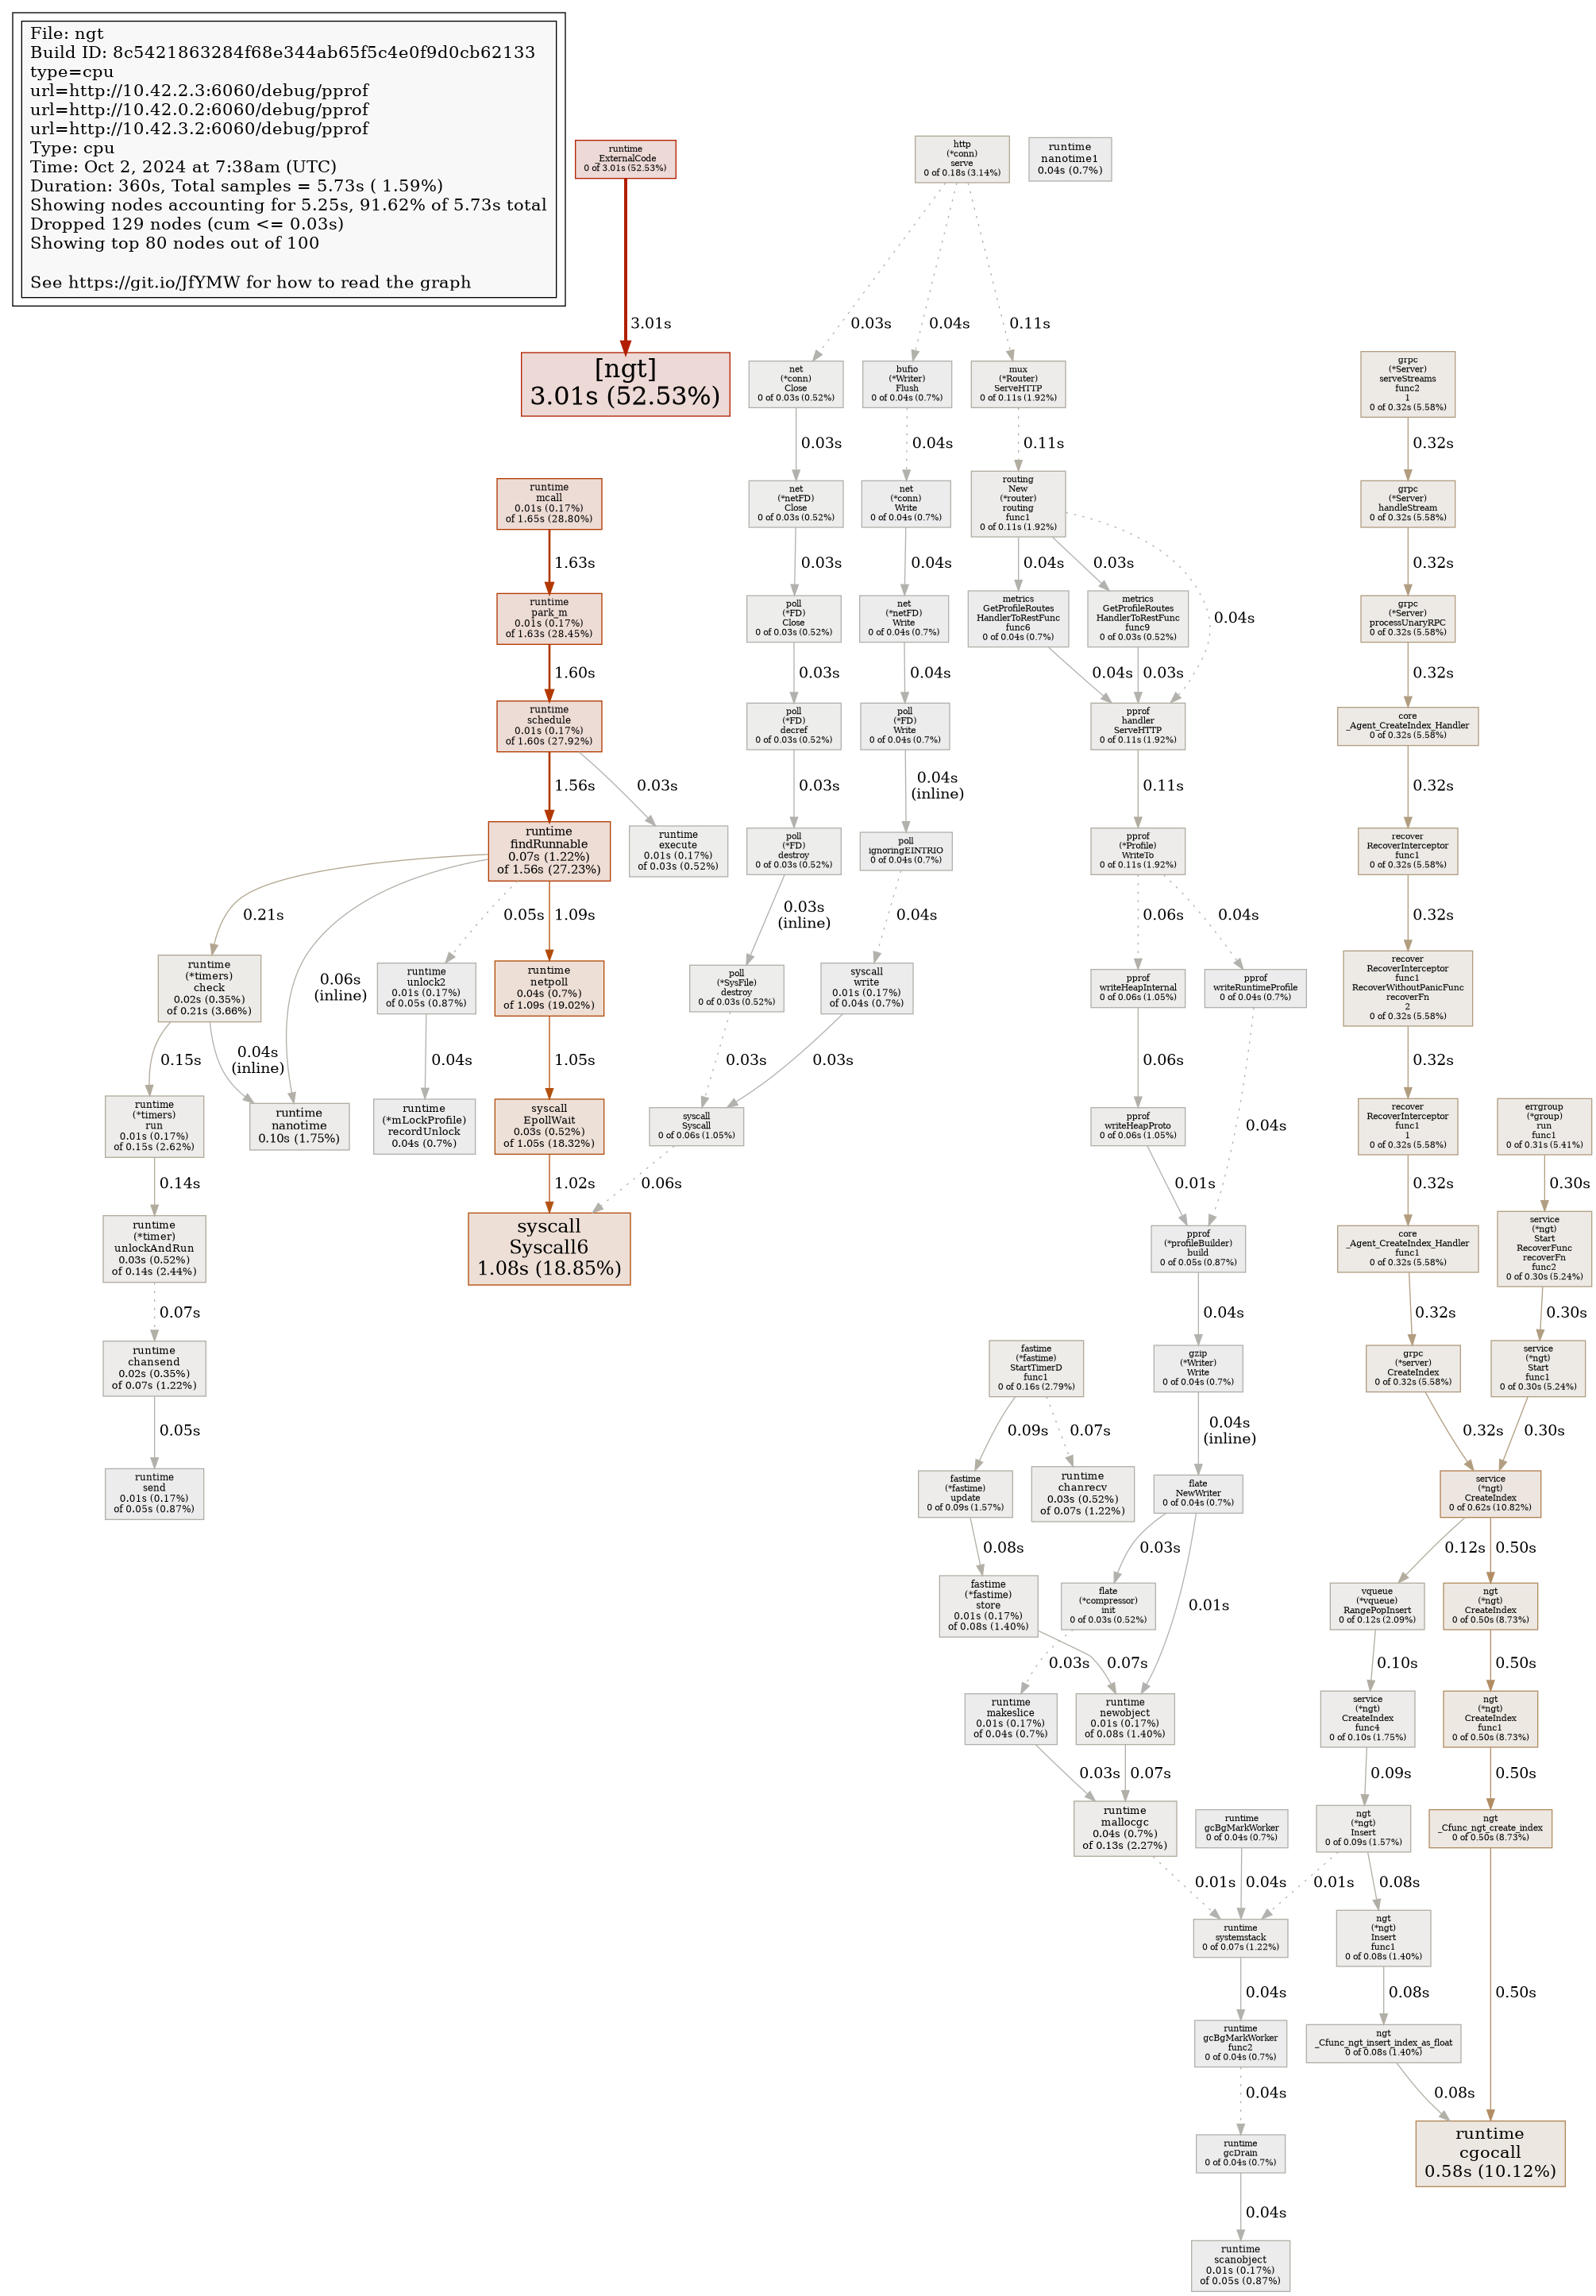 File: ngt
Build ID: 8c5421863284f68e344ab65f5c4e0f9d0cb62133
type=cpu
url=http://10.42.2.3:6060/debug/pprof
url=http://10.42.0.2:6060/debug/pprof
url=http://10.42.3.2:6060/debug/pprof
Type: cpu
Time: Oct 2, 2024 at 7:38am (UTC)
Duration: 360s, Total samples = 5.73s ( 1.59%)
Showing nodes accounting for 5.25s, 91.62% of 5.73s total
Dropped 129 nodes (cum <= 0.03s)
Showing top 80 nodes out of 100
See https://git.io/JfYMW for how to read the graph
runtime
_ExternalCode
0 of 3.01s (52.53%)
http
(*conn)
serve
0 of 0.18s (3.14%)
runtime
nanotime1
0.04s (0.7%)
3.01s
0.03s
0.04s
0.11s
[ngt]
3.01s (52.53%)
net
(*conn)
Close
0 of 0.03s (0.52%)
bufio
(*Writer)
Flush
0 of 0.04s (0.7%)
mux
(*Router)
ServeHTTP
0 of 0.11s (1.92%)
grpc
(*Server)
serveStreams
func2
1
0 of 0.32s (5.58%)
0.03s
0.04s
0.11s
0.32s
runtime
mcall
0.01s (0.17%)
of 1.65s (28.80%)
net
(*netFD)
Close
0 of 0.03s (0.52%)
net
(*conn)
Write
0 of 0.04s (0.7%)
routing
New
(*router)
routing
func1
0 of 0.11s (1.92%)
grpc
(*Server)
handleStream
0 of 0.32s (5.58%)
1.63s
0.03s
0.04s
0.04s
0.03s
0.04s
0.32s
runtime
park_m
0.01s (0.17%)
of 1.63s (28.45%)
poll
(*FD)
Close
0 of 0.03s (0.52%)
net
(*netFD)
Write
0 of 0.04s (0.7%)
metrics
GetProfileRoutes
HandlerToRestFunc
func6
0 of 0.04s (0.7%)
metrics
GetProfileRoutes
HandlerToRestFunc
func9
0 of 0.03s (0.52%)
grpc
(*Server)
processUnaryRPC
0 of 0.32s (5.58%)
1.60s
0.03s
0.04s
0.04s
0.03s
0.32s
runtime
schedule
0.01s (0.17%)
of 1.60s (27.92%)
poll
(*FD)
decref
0 of 0.03s (0.52%)
poll
(*FD)
Write
0 of 0.04s (0.7%)
pprof
handler
ServeHTTP
0 of 0.11s (1.92%)
core
_Agent_CreateIndex_Handler
0 of 0.32s (5.58%)
1.56s
0.03s
0.03s
0.04s
(inline)
0.11s
0.32s
runtime
findRunnable
0.07s (1.22%)
of 1.56s (27.23%)
runtime
execute
0.01s (0.17%)
of 0.03s (0.52%)
poll
(*FD)
destroy
0 of 0.03s (0.52%)
poll
ignoringEINTRIO
0 of 0.04s (0.7%)
pprof
(*Profile)
WriteTo
0 of 0.11s (1.92%)
recover
RecoverInterceptor
func1
0 of 0.32s (5.58%)
0.21s
0.06s
(inline)
0.05s
1.09s
0.03s
(inline)
0.04s
0.06s
0.04s
0.32s
runtime
(*timers)
check
0.02s (0.35%)
of 0.21s (3.66%)
runtime
unlock2
0.01s (0.17%)
of 0.05s (0.87%)
runtime
netpoll
0.04s (0.7%)
of 1.09s (19.02%)
poll
(*SysFile)
destroy
0 of 0.03s (0.52%)
syscall
write
0.01s (0.17%)
of 0.04s (0.7%)
pprof
writeHeapInternal
0 of 0.06s (1.05%)
pprof
writeRuntimeProfile
0 of 0.04s (0.7%)
recover
RecoverInterceptor
func1
RecoverWithoutPanicFunc
recoverFn
2
0 of 0.32s (5.58%)
0.15s
0.04s
(inline)
0.04s
1.05s
0.03s
0.03s
0.06s
0.04s
0.32s
runtime
(*timers)
run
0.01s (0.17%)
of 0.15s (2.62%)
runtime
nanotime
0.10s (1.75%)
runtime
(*mLockProfile)
recordUnlock
0.04s (0.7%)
syscall
EpollWait
0.03s (0.52%)
of 1.05s (18.32%)
syscall
Syscall
0 of 0.06s (1.05%)
pprof
writeHeapProto
0 of 0.06s (1.05%)
recover
RecoverInterceptor
func1
1
0 of 0.32s (5.58%)
errgroup
(*group)
run
func1
0 of 0.31s (5.41%)
0.14s
1.02s
0.06s
0.01s
0.32s
0.30s
runtime
(*timer)
unlockAndRun
0.03s (0.52%)
of 0.14s (2.44%)
syscall
Syscall6
1.08s (18.85%)
pprof
(*profileBuilder)
build
0 of 0.05s (0.87%)
core
_Agent_CreateIndex_Handler
func1
0 of 0.32s (5.58%)
service
(*ngt)
Start
RecoverFunc
recoverFn
func2
0 of 0.30s (5.24%)
0.07s
0.04s
0.32s
0.30s
runtime
chansend
0.02s (0.35%)
of 0.07s (1.22%)
fastime
(*fastime)
StartTimerD
func1
0 of 0.16s (2.79%)
gzip
(*Writer)
Write
0 of 0.04s (0.7%)
grpc
(*server)
CreateIndex
0 of 0.32s (5.58%)
service
(*ngt)
Start
func1
0 of 0.30s (5.24%)
0.05s
0.09s
0.07s
0.04s
(inline)
0.32s
0.30s
runtime
send
0.01s (0.17%)
of 0.05s (0.87%)
fastime
(*fastime)
update
0 of 0.09s (1.57%)
runtime
chanrecv
0.03s (0.52%)
of 0.07s (1.22%)
flate
NewWriter
0 of 0.04s (0.7%)
service
(*ngt)
CreateIndex
0 of 0.62s (10.82%)
0.08s
0.03s
0.01s
0.12s
0.50s
fastime
(*fastime)
store
0.01s (0.17%)
of 0.08s (1.40%)
flate
(*compressor)
init
0 of 0.03s (0.52%)
vqueue
(*vqueue)
RangePopInsert
0 of 0.12s (2.09%)
ngt
(*ngt)
CreateIndex
0 of 0.50s (8.73%)
0.03s
0.07s
0.10s
0.50s
runtime
makeslice
0.01s (0.17%)
of 0.04s (0.7%)
runtime
newobject
0.01s (0.17%)
of 0.08s (1.40%)
service
(*ngt)
CreateIndex
func4
0 of 0.10s (1.75%)
ngt
(*ngt)
CreateIndex
func1
0 of 0.50s (8.73%)
0.03s
0.07s
0.09s
0.50s
runtime
mallocgc
0.04s (0.7%)
of 0.13s (2.27%)
runtime
gcBgMarkWorker
0 of 0.04s (0.7%)
ngt
(*ngt)
Insert
0 of 0.09s (1.57%)
ngt
_Cfunc_ngt_create_index
0 of 0.50s (8.73%)
0.01s
0.04s
0.01s
0.08s
runtime
systemstack
0 of 0.07s (1.22%)
ngt
(*ngt)
Insert
func1
0 of 0.08s (1.40%)
0.04s
0.08s
0.50s
runtime
gcBgMarkWorker
func2
0 of 0.04s (0.7%)
ngt
_Cfunc_ngt_insert_index_as_float
0 of 0.08s (1.40%)
0.04s
0.08s
runtime
gcDrain
0 of 0.04s (0.7%)
runtime
cgocall
0.58s (10.12%)
0.04s
runtime
scanobject
0.01s (0.17%)
of 0.05s (0.87%)